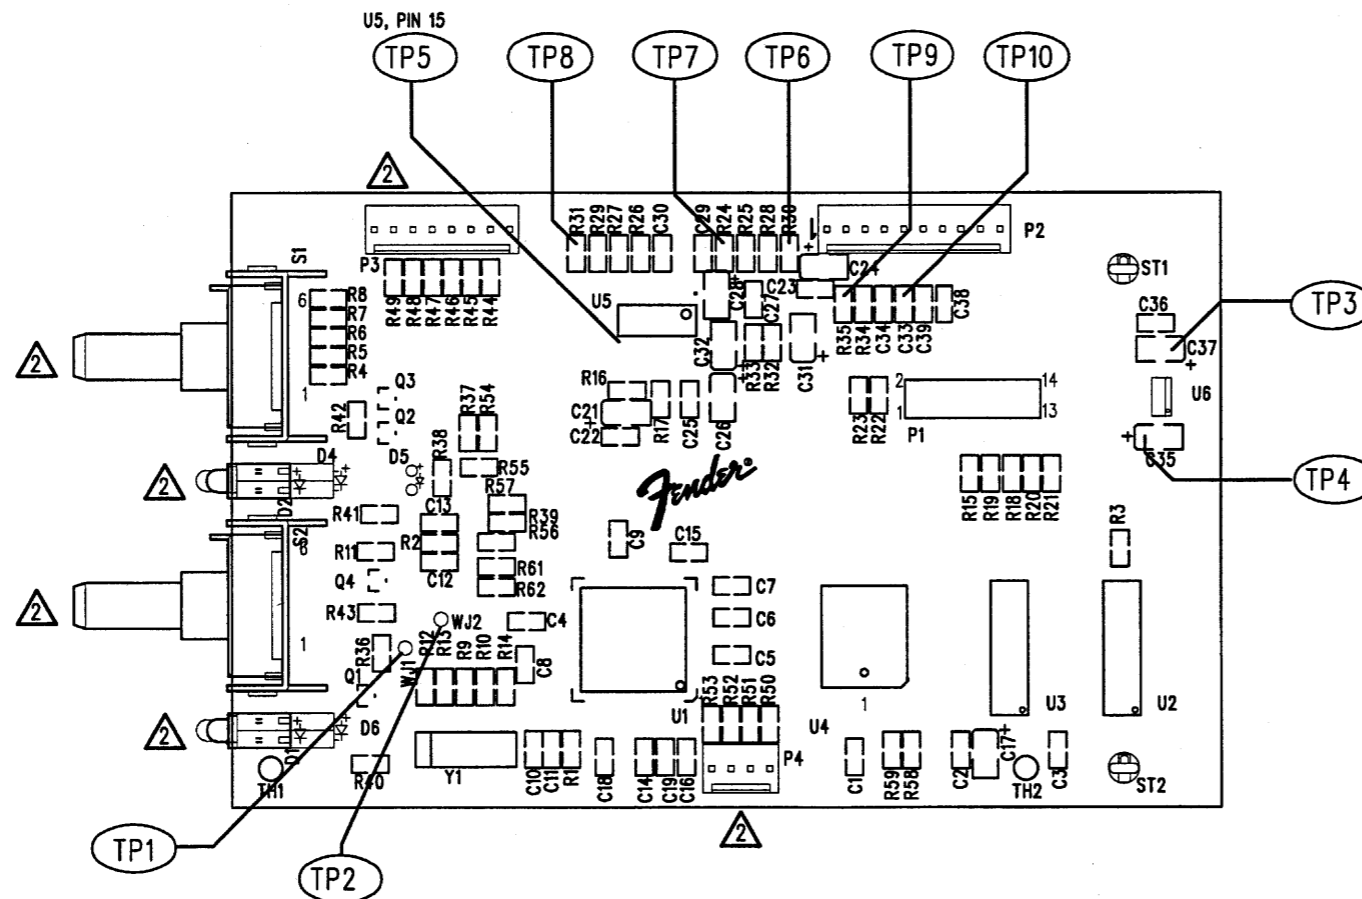 U5, PIN 15
TP5
TP8
TP7
TP6
TP9
TP10
2
R31
R29
R27
R26
C30
C29
R24
R25
R28
R30
+
P2
S1
P3
R49
R48
R47
R46
R45
R44
U5
C28
+
C27
C23
C24
R35
R34
C34
C33
C39
C38
ST1
C36
C37
+
TP3
6
R8
R7
R6
R5
R4
1
2
Q3
Q2
R42
R37
R54
R16
C21
+
C22
R17
C25
C32
+
C26
R33
R32
C31
+
R23
R22
2
1
14
13
P1
U6
+
C35
TP4
2
D4
+
+
D2
D5
+
R38
R55
R57
C13
R39
R56
R41
R2
R11
C12
R61
R62
Fender®
C9
C15
R15
R19
R18
R20
R21
R3
S2
6
1
2
Q4
R43
R36
WJ2
WJ1
R12
R13
R9
R10
R14
C4
C8
C7
C6
C5
Q1
D6
2
+
+
D1
TH1
R40
Y1
C10
C11
R1
C18
C14
C19
C16
U1
R53
R52
R51
R50
P4
2
U4
1
C1
R59
R58
C2
C17
+
U3
TH2
C3
U2
ST2
TP1
TP2